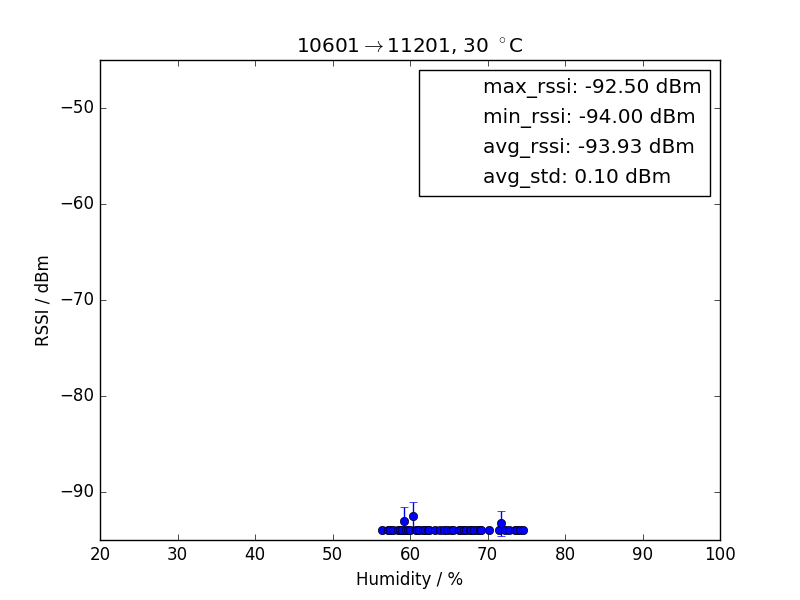 10601→11201, 30 °C
max_rssi: -92.50 dBm
min_rssi: -94.00 dBm
avg_rssi: -93.93 dBm
avg_std: 0.10 dBm
RSSI / dBm
−50
−60
−70
−80
−90
20 30 40 50 60 70 80 90 100
Humidity / %